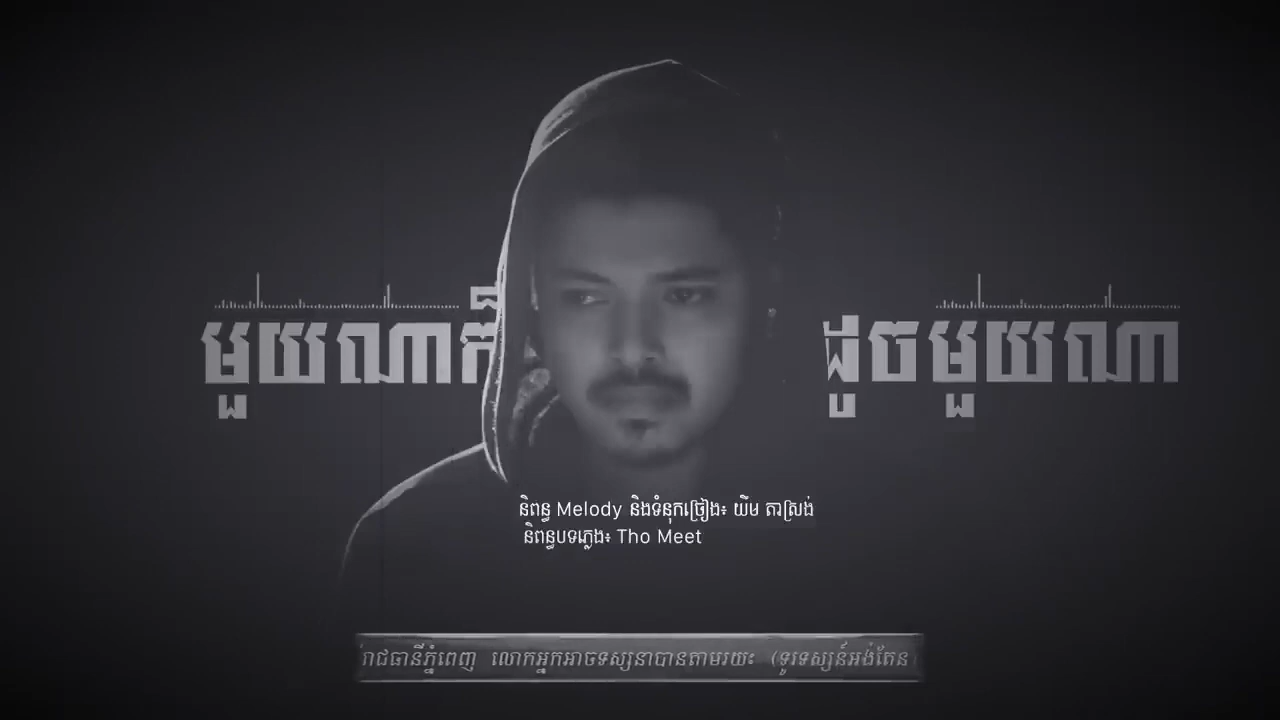 មួយណាក៏ ដូចមួយណា
និពន្ធ Melody និងទំនុកច្រៀង៖ យឹម តាស្រង់
និពន្ធបទភ្លេង៖ Tho Meet
រាជធានីភ្នំពេញ លោកអ្នកអាចទស្សនាបានតាមរយះ (ទូរទស្សន៍អង់តែន